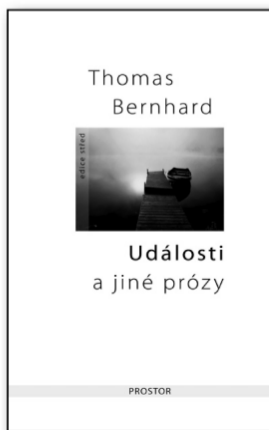 Thomas
Bernhard
edice střed
Události
a jiné prózy
PROSTOR